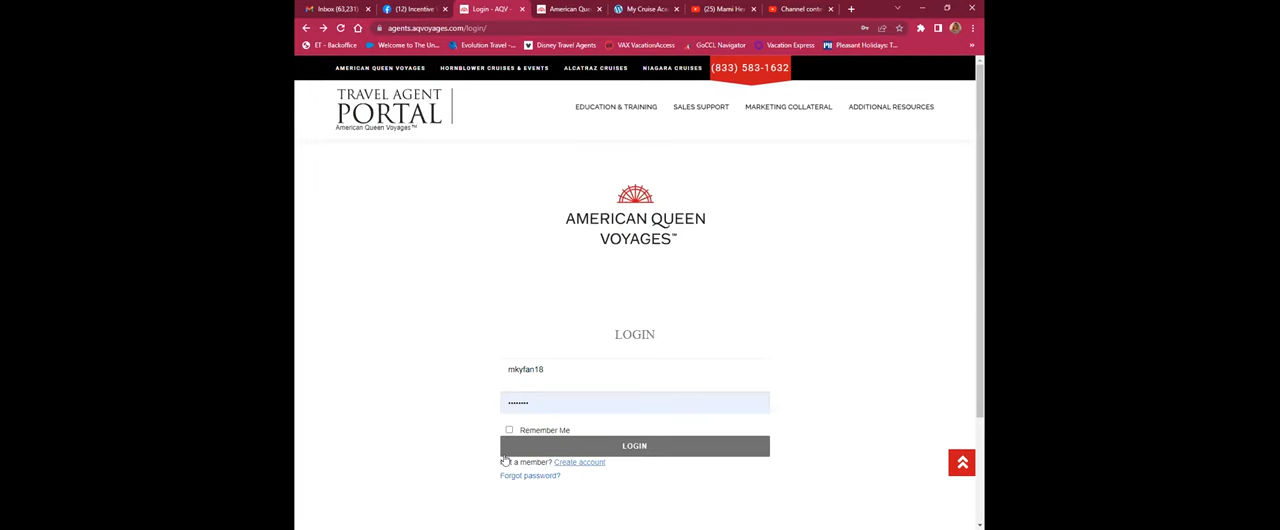 Inbox (63,231)
(12) Incentive
Login - AQV -
American Que
My Cruise Aca
(25) Mami He
Channel conte
agents.aqvoyages.com/login/
ET - Backoffice
Welcome to The Un...
Evolution Travel -...
Disney Travel Agents
VAX VacationAccess
GoCCL Navigator
Vacation Express
Pleasant Holidays: T...
AMERICAN QUEEN VOYAGES
HORNBLOWER CRUISES & EVENTS
ALCATRAZ CRUISES
NIAGARA CRUISES
(833) 583-1632
TRAVEL AGENT
PORTAL
American Queen Voyages™
EDUCATION & TRAINING
SALES SUPPORT
MARKETING COLLATERAL
ADDITIONAL RESOURCES
AMERICAN QUEEN
VOYAGES™
LOGIN
mkyfan18
••••••••
Remember Me
LOGIN
a member? Create account
Forgot password?